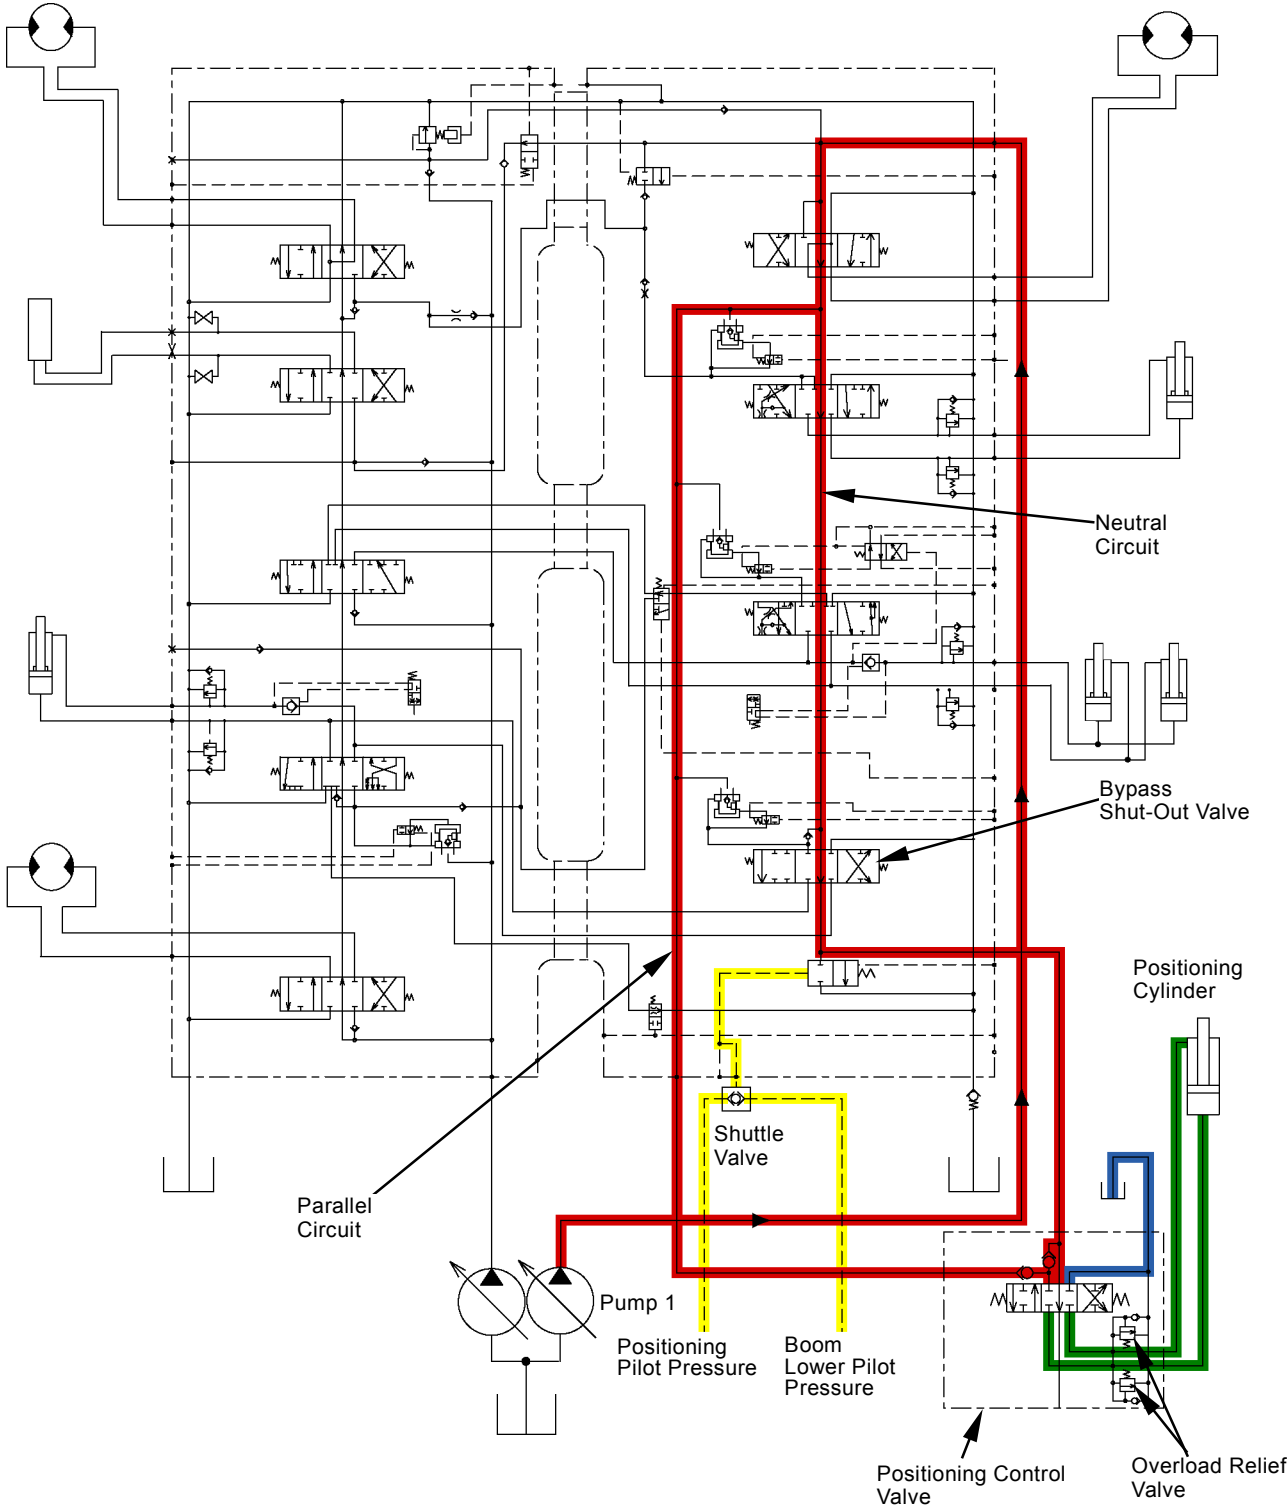 Neutral
Circuit
Bypass
Shut-Out Valve
Positioning
Cylinder
Shuttle
Valve
Parallel
Circuit
Pump 1
Positioning
Pilot Pressure
Boom
Lower Pilot
Pressure
Positioning Control
Valve
Overload Relief
Valve